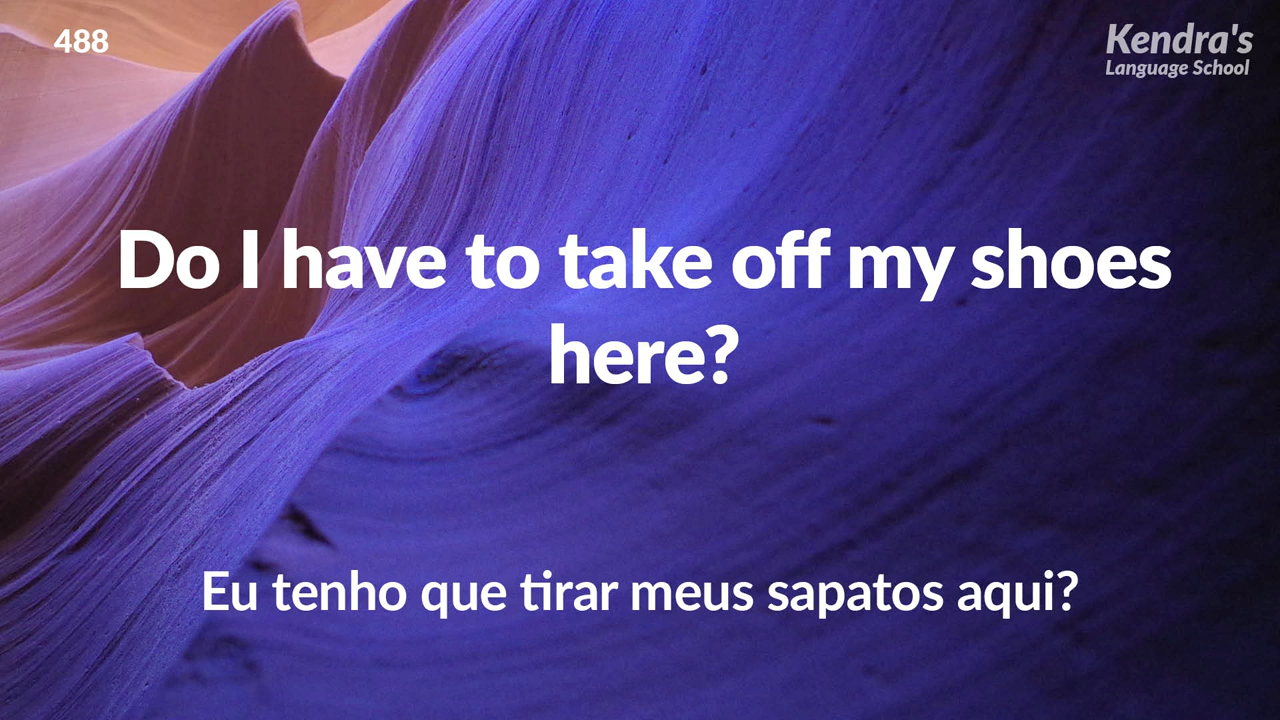 488
Kendra's
Language School
Do I have to take off my shoes
here?
Eu tenho que tirar meus sapatos aqui?